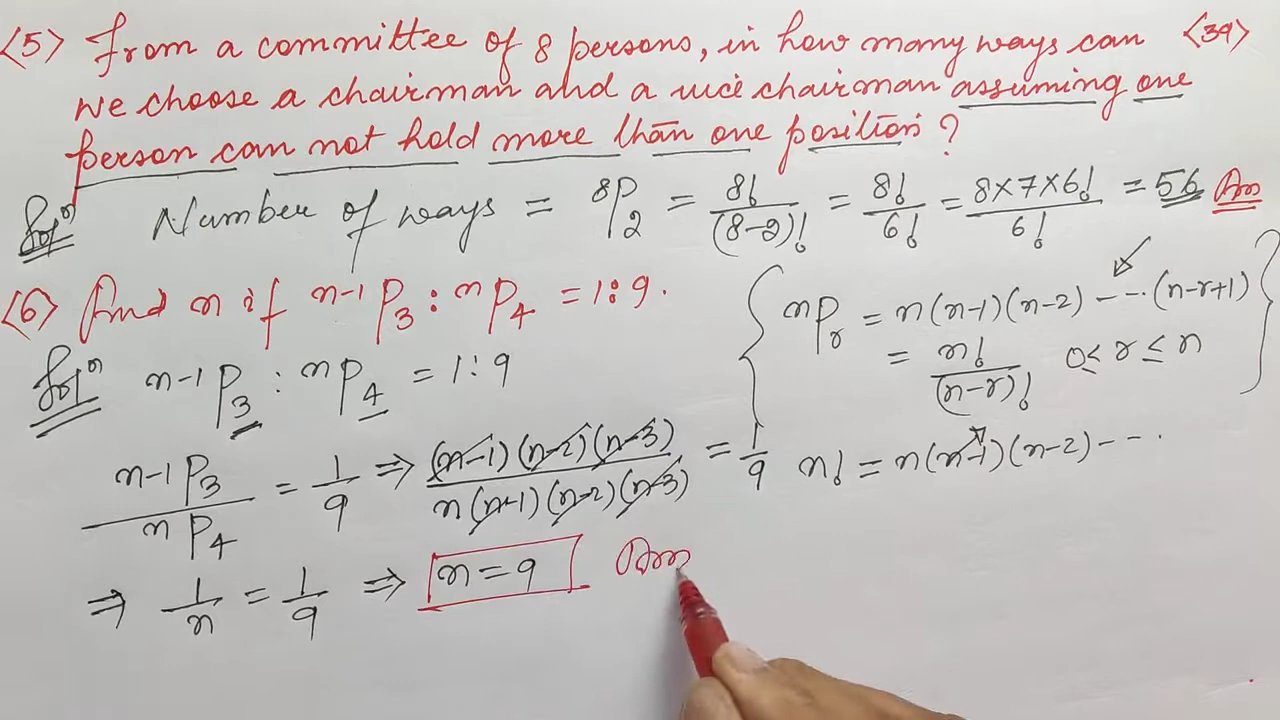 <5> From a committee of 8 persons, in how many ways can <39>
we choose a chairman and a vice chairman assuming one
person can not hold more than one position?
Solⁿ Number of ways = 8P2 = 8!/(8-2)! = 8!/6! = 8×7×6!/6! = 56 Ans
<6> Find n if n-1P3 : nP4 = 1:9.
Solⁿ n-1P3 : nP4 = 1:9
n-1P3/nP4 = 1/9 ⇒ (n-1)(n-2)(n-3)/n(n-1)(n-2)(n-3) = 1/9
⇒ 1/n = 1/9 ⇒ n = 9 Ans
{nPr = n(n-1)(n-2) --- (n-r+1)
= n!/(n-r)! 0≤ r ≤ n}
n! = n(n-1)(n-2) ---